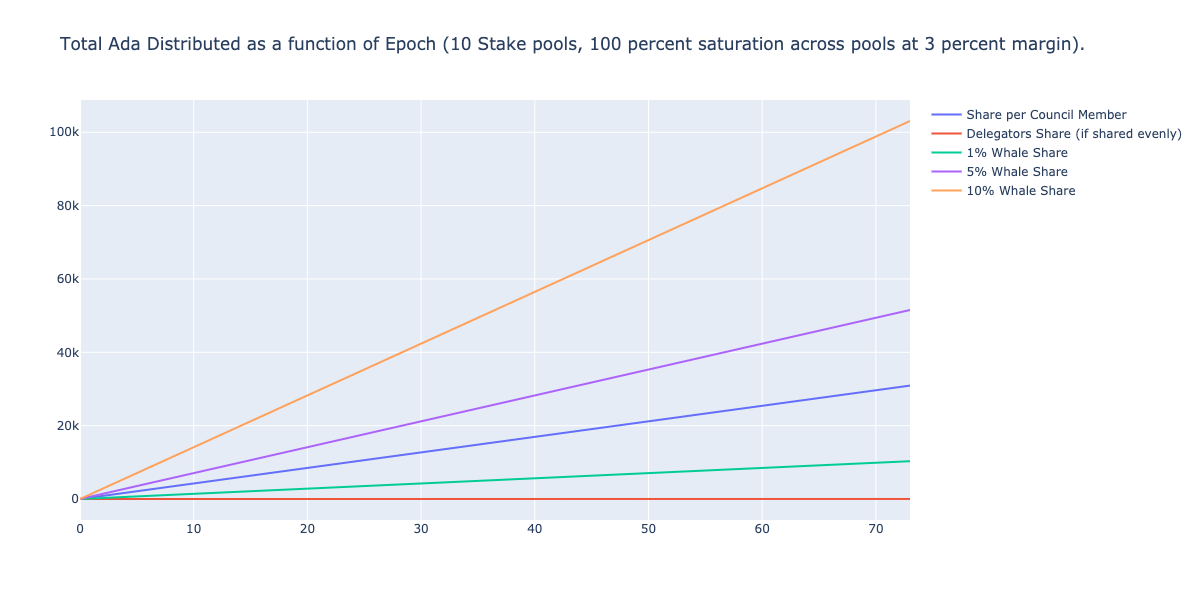 Total Ada Distributed as a function of Epoch (10 Stake pools, 100 percent saturation across pools at 3 percent margin).
Share per Council Member
Delegators Share (if shared evenly)
1% Whale Share
5% Whale Share
10% Whale Share
100k
80k
60k
40k
20k
0
0 10 20 30 40 50 60 70